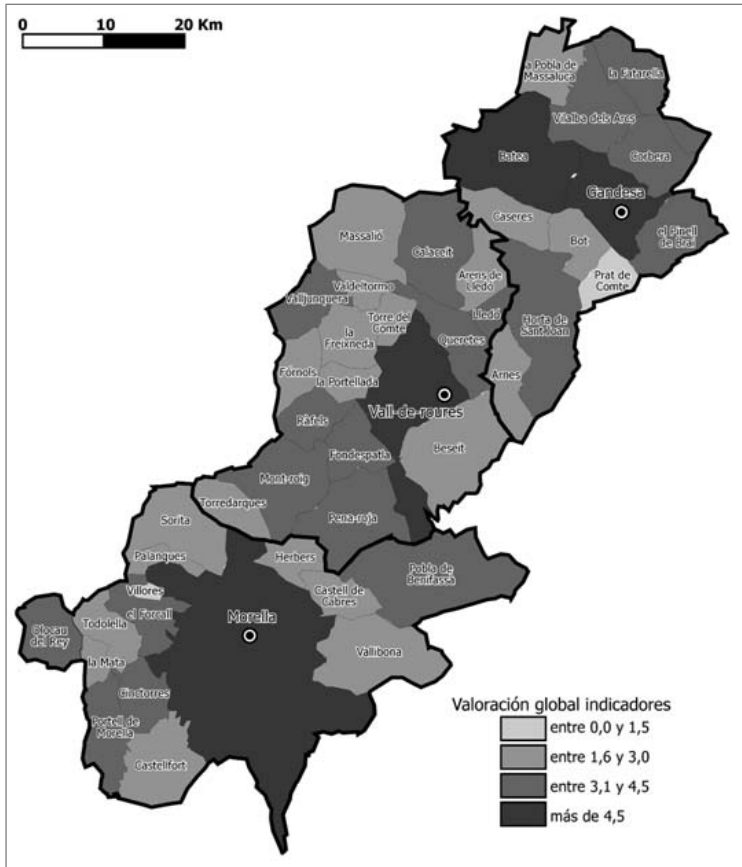 0 10 20 Km
a Pobla de
Massaluca
la Fatarella
Vilalba dels Arcs
Batea
Corbera
Gandesa
Caseres
el Pinell
de Brai
Bot
Massalió
Calaceit
Arens de
Lledó
Prat de
Comte
Valdeltormo
Valljunquera
Torre del
Comte
Lledó
Horta de
Sant Joan
la
Freixneda
Queretes
Fórnols
la Portellada
Arnes
Vall-de-roures
Ràfels
Beseit
Fondespatla
Mont-roig
Torredarques
Pena-roja
Sorita
Palanques
Herbers
Pobla de
Benifassa
Castell de
Cabres
Villores
el Forcall
Morella
Todolella
Olocau
del Rey
la Mata
Vallibona
Cinctorres
Portell de
Morella
Castellfort
Valoración global indicadores
entre 0,0 y 1,5
entre 1,6 y 3,0
entre 3,1 y 4,5
más de 4,5